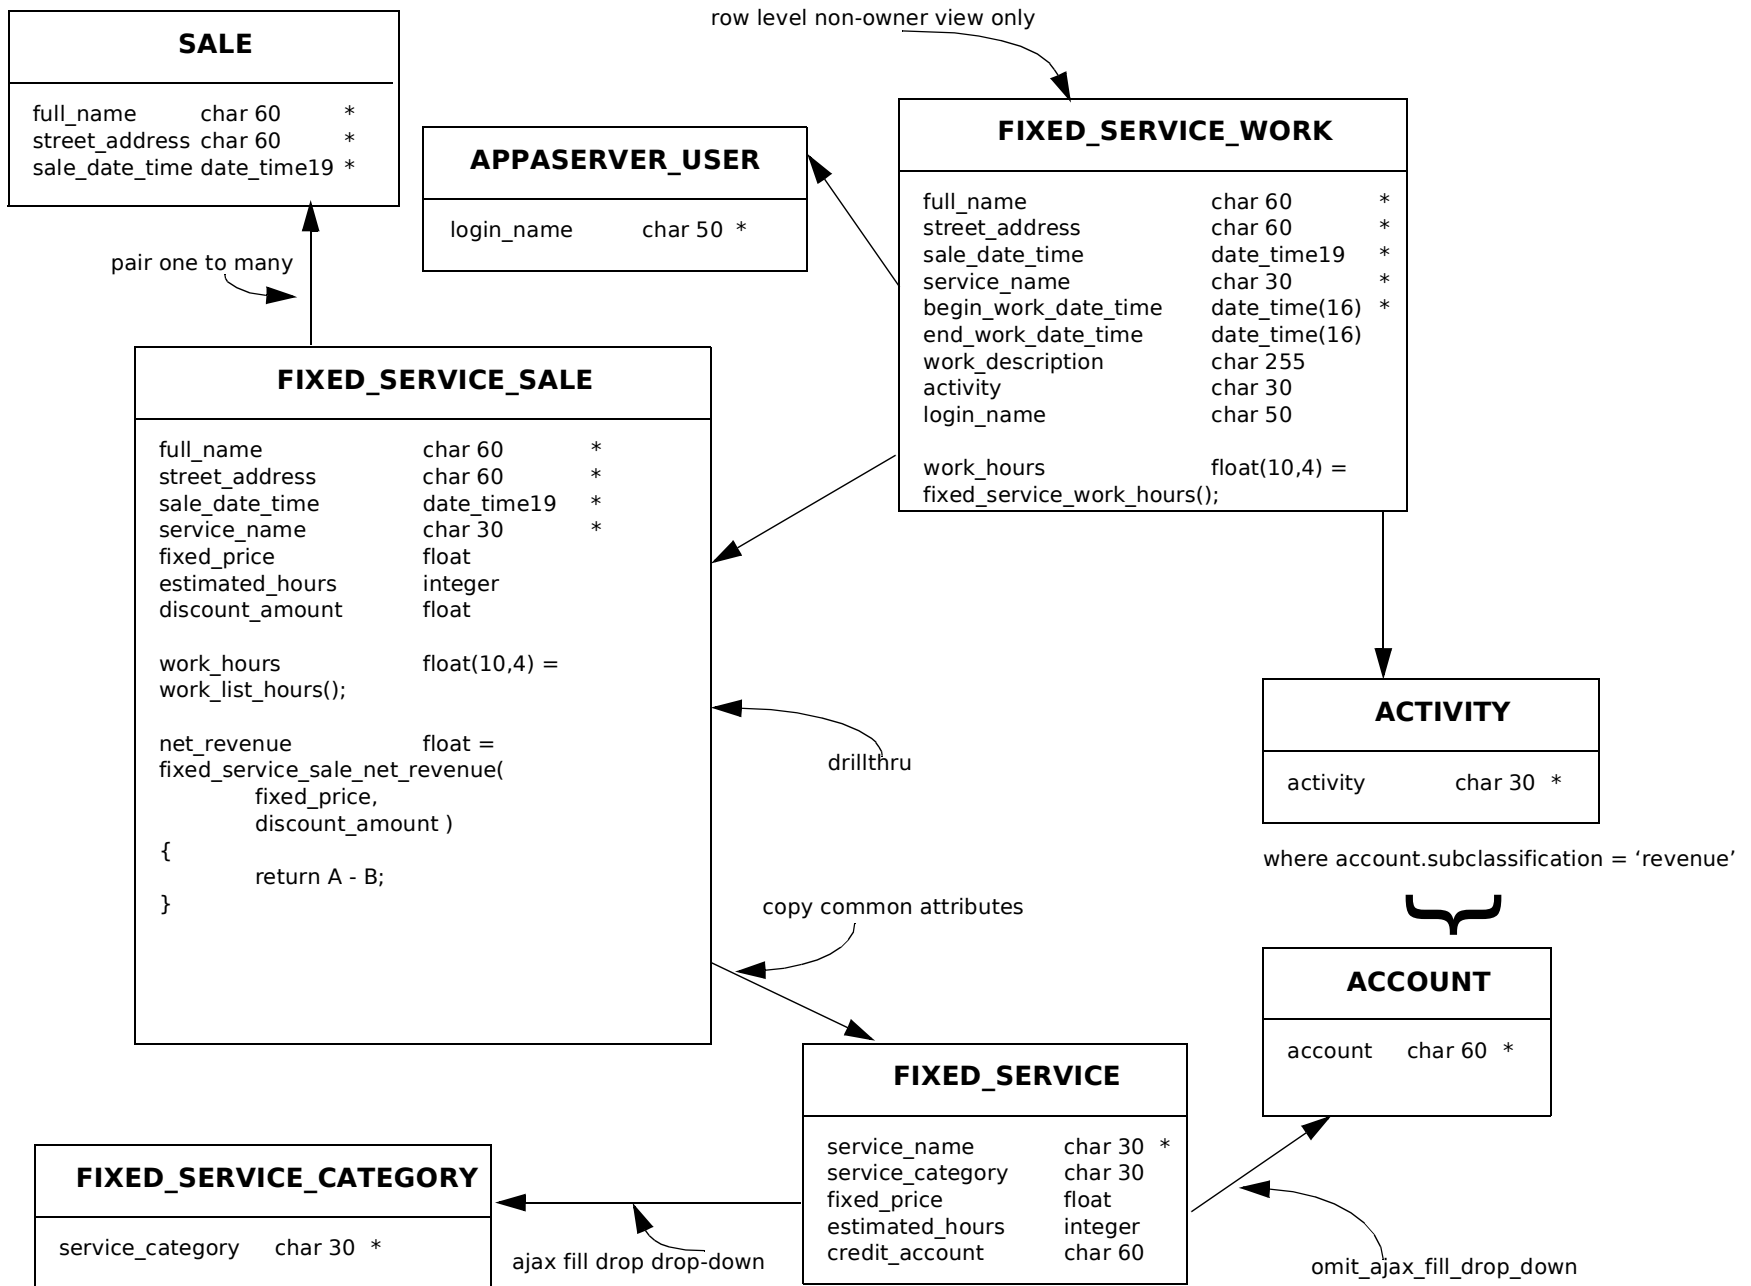 row level non-owner view only
SALE
full_name char 60 *
street_address char 60 *
sale_date_time date_time19 *
APPASERVER_USER
login_name char 50 *
FIXED_SERVICE_WORK
full_name char 60 *
street_address char 60 *
sale_date_time date_time19 *
service_name char 30 *
begin_work_date_time date_time(16) *
end_work_date_time date_time(16)
work_description char 255
activity char 30
login_name char 50
work_hours float(10,4) =
fixed_service_work_hours();
pair one to many
FIXED_SERVICE_SALE
full_name char 60 *
street_address char 60 *
sale_date_time date_time19 *
service_name char 30 *
fixed_price float
estimated_hours integer
discount_amount float
work_hours float(10,4) =
work_list_hours();
net_revenue float =
fixed_service_sale_net_revenue(
fixed_price,
discount_amount )
{
return A - B;
}
drillthru
ACTIVITY
activity char 30 *
where account.subclassification = ‘revenue’
}
copy common attributes
ACCOUNT
account char 60 *
FIXED_SERVICE
service_name char 30 *
service_category char 30
fixed_price float
estimated_hours integer
credit_account char 60
FIXED_SERVICE_CATEGORY
service_category char 30 *
ajax fill drop drop-down
omit_ajax_fill_drop_down